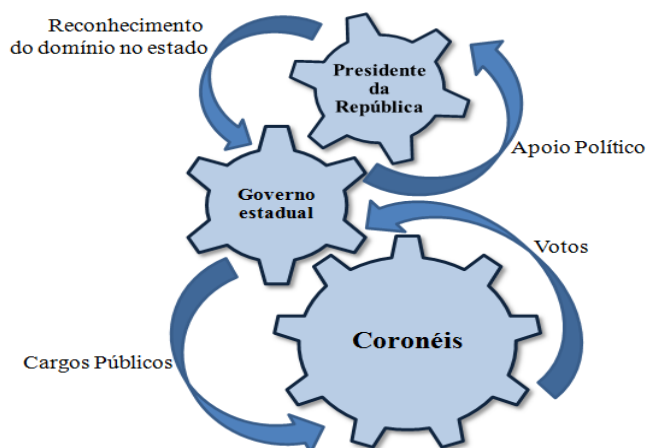 Reconhecimento
do domínio no estado
Presidente
da
República
Apoio Político
Governo
estadual
Votos
Coronéis
Cargos Públicos